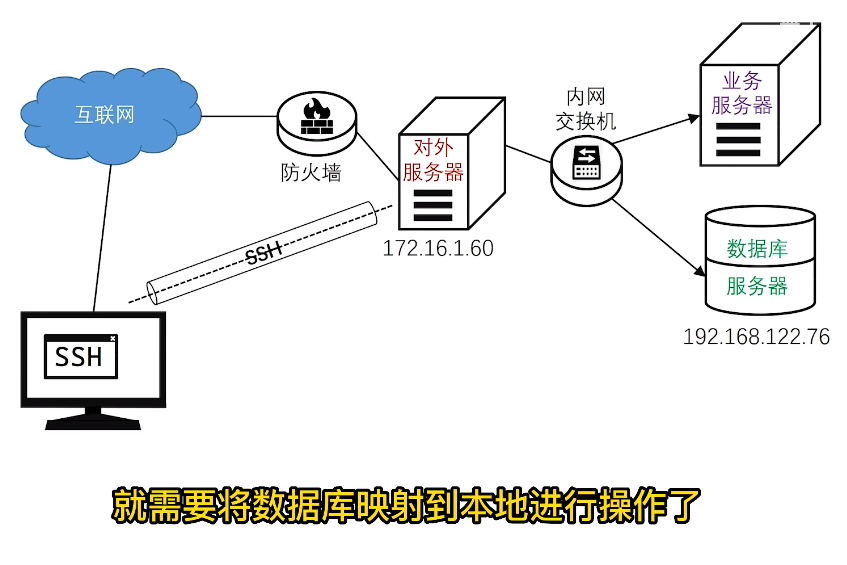 互联网
防火墙
对外
服务器
172.16.1.60
内网
交换机
业务
服务器
数据库
服务器
192.168.122.76
SSH
SSH
就需要将数据库映射到本地进行操作了